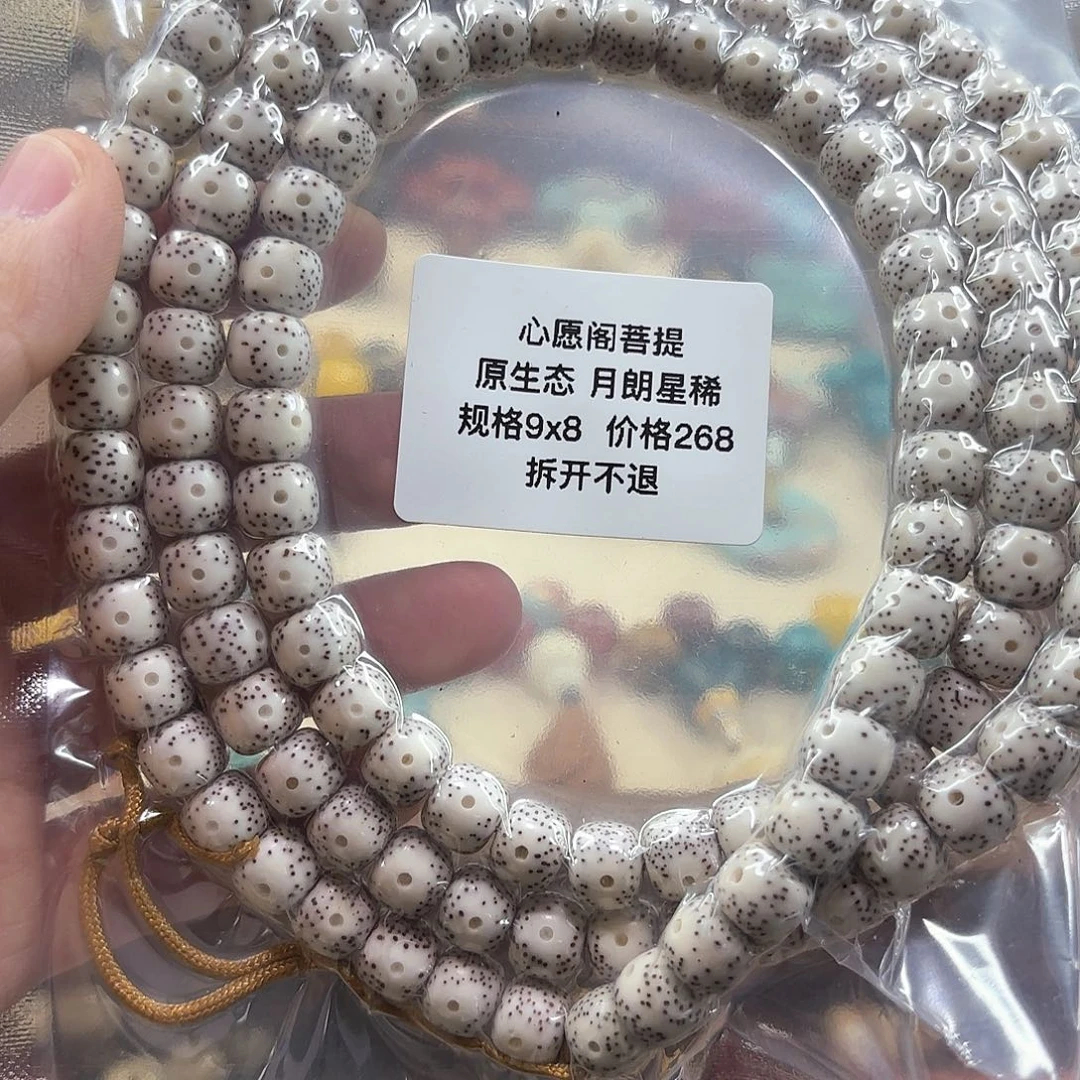 心愿阁菩提
原生态 月朗星稀
规格9x8 价格268
拆开不退